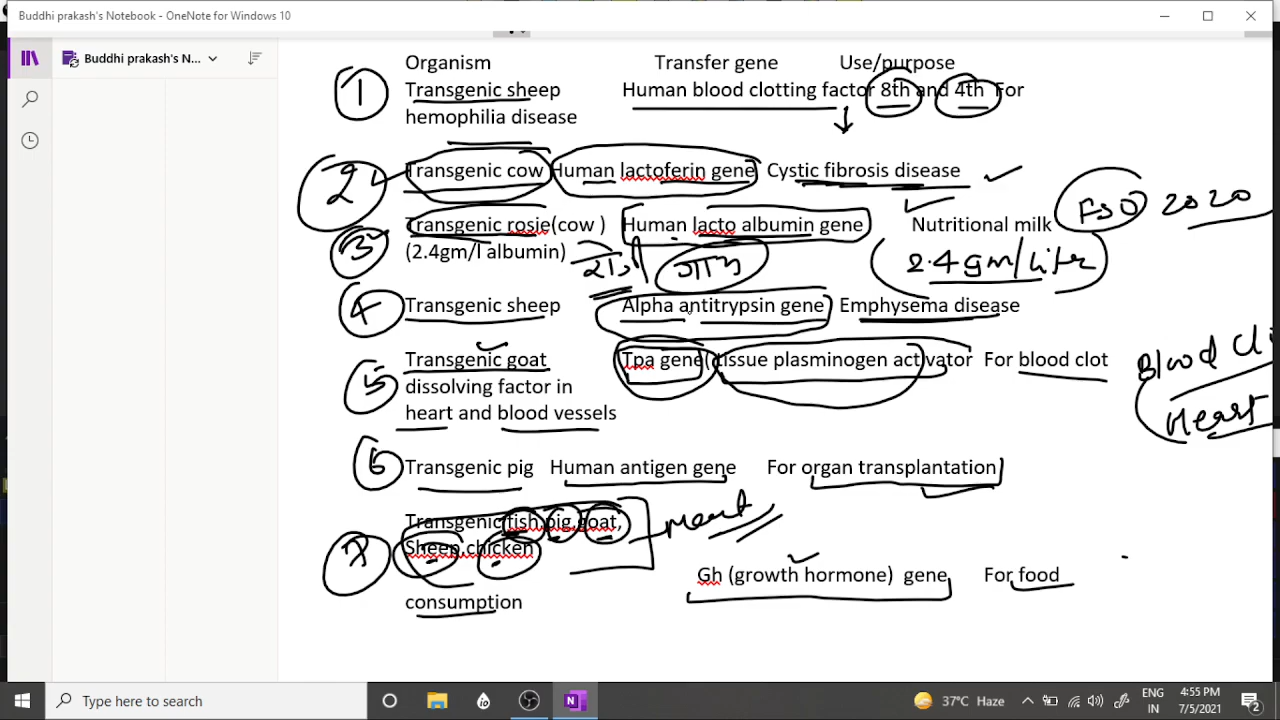 Buddhi prakash's Notebook - OneNote for Windows 10
Buddhi prakash's N...
Organism Transfer gene Use/purpose
1 Transgenic sheep Human blood clotting factor 8th and 4th For
hemophilia disease
2 Transgenic cow Human lactoferin gene Cystic fibrosis disease
FSO 2020
3 Transgenic rosie(cow ) Human lacto albumin gene Nutritional milk
(2.4gm/l albumin) 2.4gm/liter
4 Transgenic sheep Alpha antitrypsin gene Emphysema disease
5 Transgenic goat Tpa gene(tissue plasminogen activator For blood clot
dissolving factor in
heart and blood vessels
Blood
Heart
6 Transgenic pig Human antigen gene For organ transplantation
Transgenic fish,pig,goat,
7 Sheep,chicken
Gh (growth hormone) gene For food
consumption
Type here to search
37°C Haze
ENG
IN
4:55 PM
7/5/2021
2